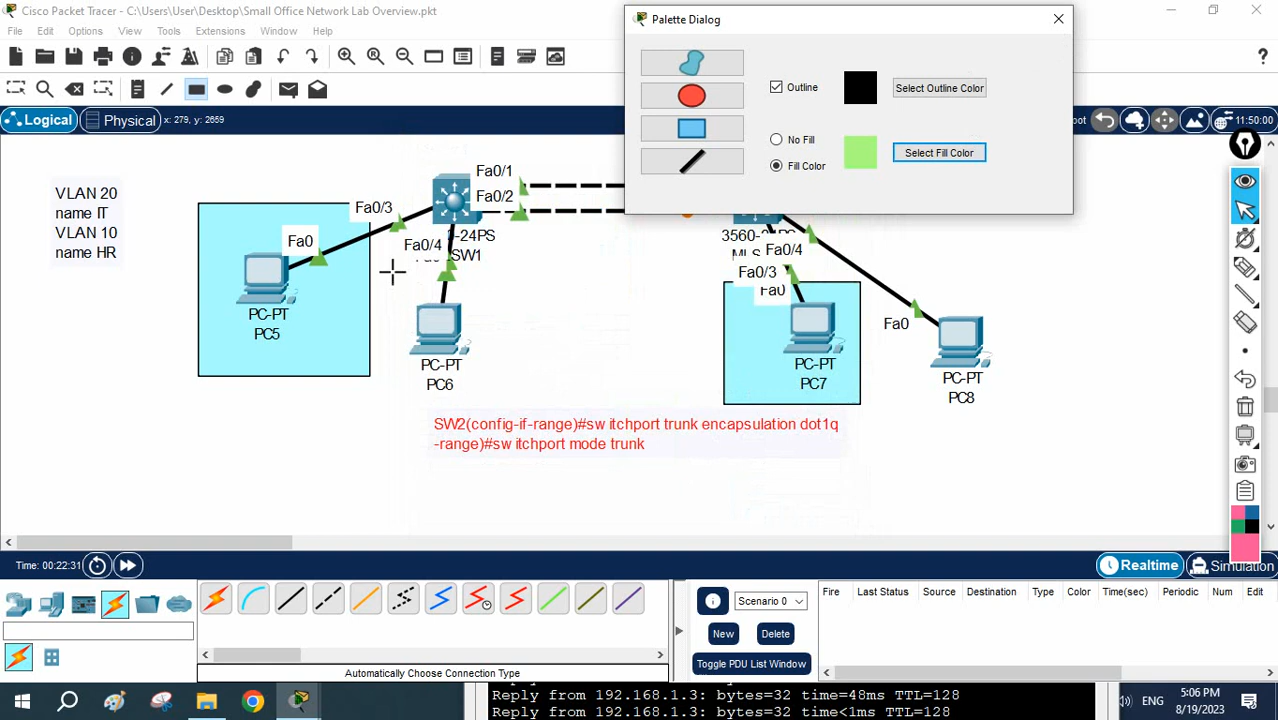 Cisco Packet Tracer - C:\Users\User\Desktop\Small Office Network Lab Overview.pkt
Palette Dialog
File Edit Options View Tools Extensions Window Help
Outline
Select Outline Color
No Fill
Fill Color
Select Fill Color
Logical
Physical
x: 279, y: 2659
11:50:00
VLAN 20
name IT
VLAN 10
name HR
Fa0/1
Fa0/2
Fa0/3
Fa0/4
Fa0
SW1
PC-PT
PC5
PC-PT
PC6
Fa0/4
Fa0/3
Fa0
PC-PT
PC7
Fa0
PC-PT
PC8
SW2(config-if-range)#sw itchport trunk encapsulation dot1q
-range)#sw itchport mode trunk
Time: 00:22:31
Realtime
Simulation
Scenario 0
New
Delete
Toggle PDU List Window
Fire Last Status Source Destination Type Color Time(sec) Periodic Num Edit
Automatically Choose Connection Type
Reply from 192.168.1.3: bytes=32 time=48ms TTL=128
Reply from 192.168.1.3: bytes=32 time<1ms TTL=128
ENG
5:06 PM
8/19/2023